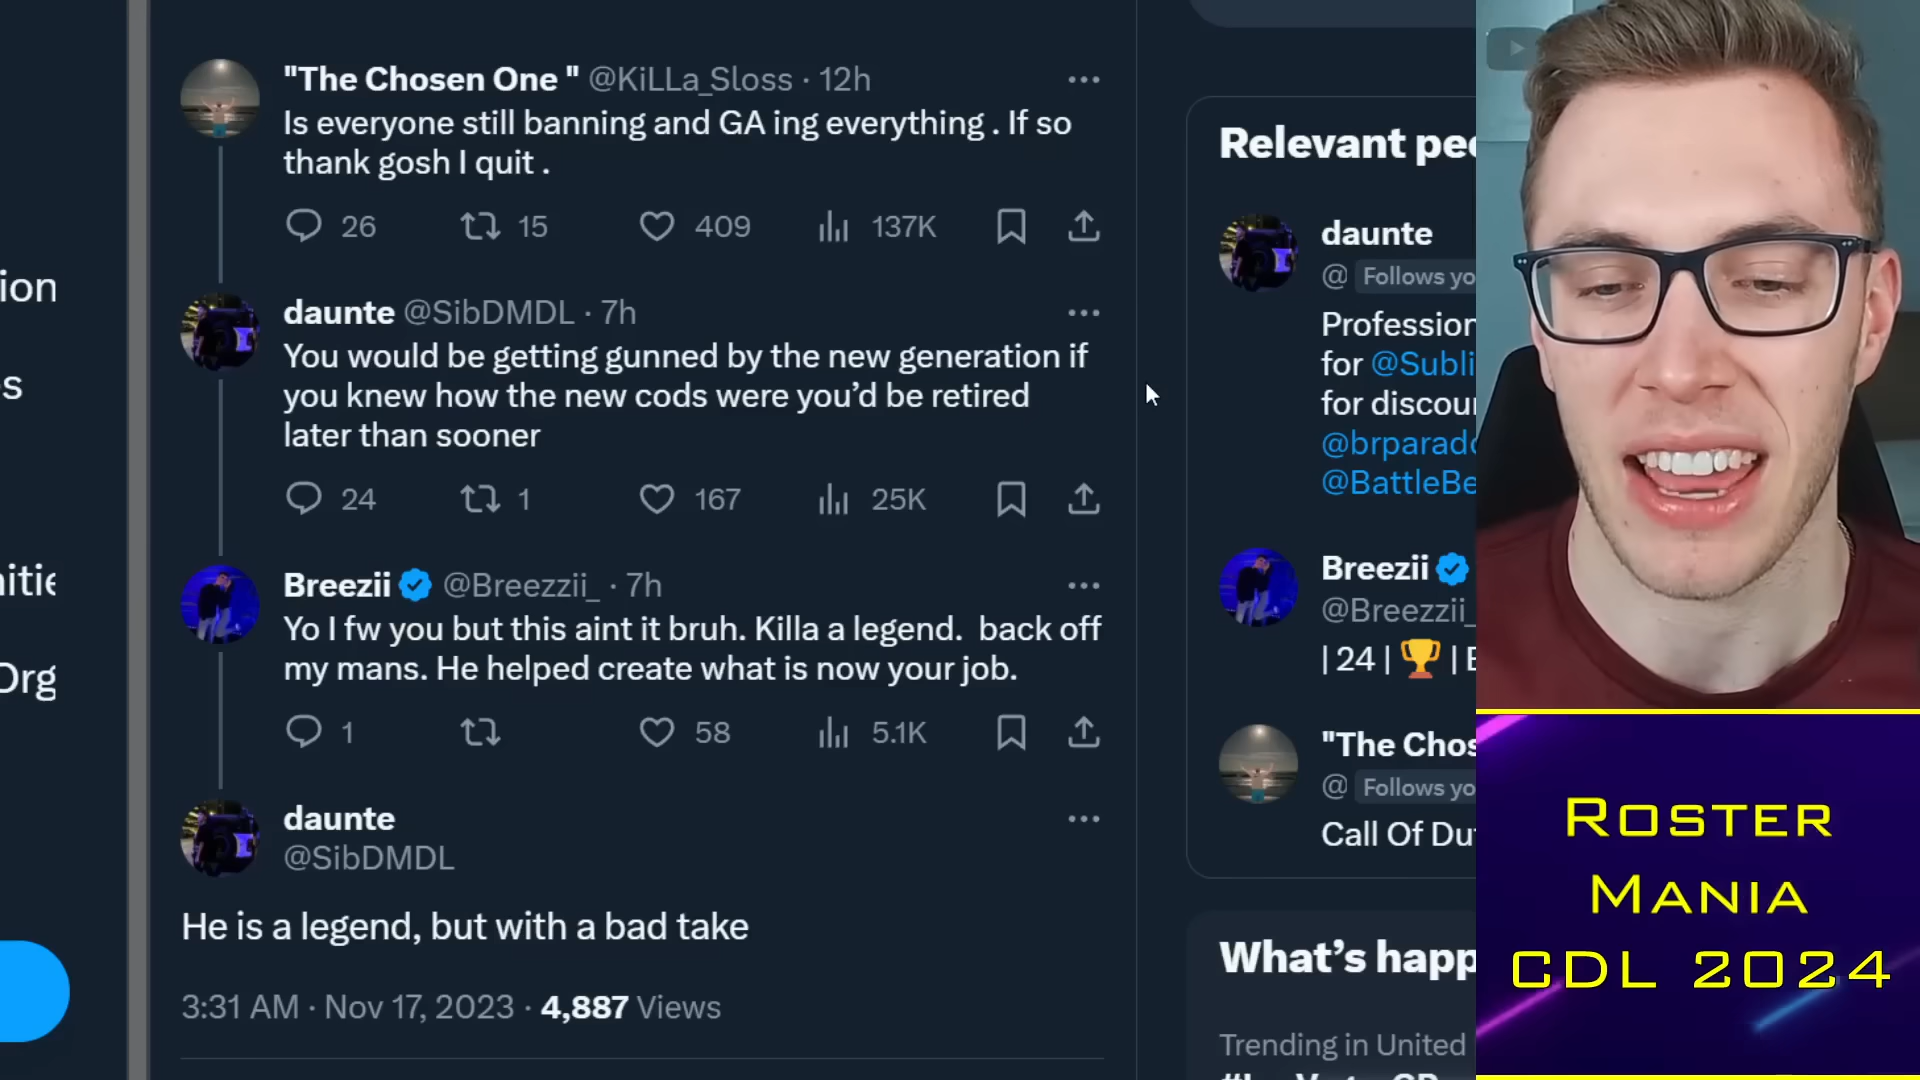 "The Chosen One " @KiLLa_Sloss · 12h
Is everyone still banning and GA ing everything . If so
thank gosh I quit .
26 15 409 137K
daunte @SibDMDL · 7h
You would be getting gunned by the new generation if
you knew how the new cods were you’d be retired
later than sooner
24 1 167 25K
Breezii @Breezzii_ · 7h
Yo I fw you but this aint it bruh. Killa a legend.  back off
my mans. He helped create what is now your job.
1 58 5.1K
daunte
@SibDMDL
He is a legend, but with a bad take
3:31 AM · Nov 17, 2023 · 4,887 Views
ion
s
nitie
Org
Relevant pe
daunte
@ Follows yo
Profession
for @Subli
for discou
@brparad
@BattleBe
Breezii
@Breezzii_
| 24 | 🏆 | E
"The Chos
@ Follows yo
Call Of Du
What’s happ
Trending in United
ROSTER
MANIA
CDL 2024